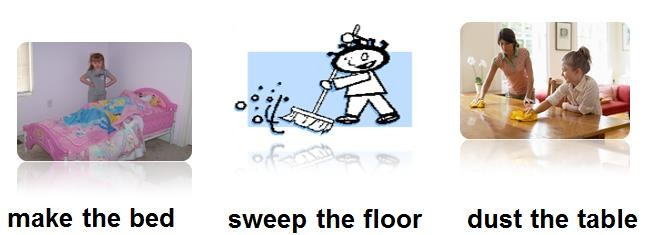 make the bed
sweep the floor
dust the table